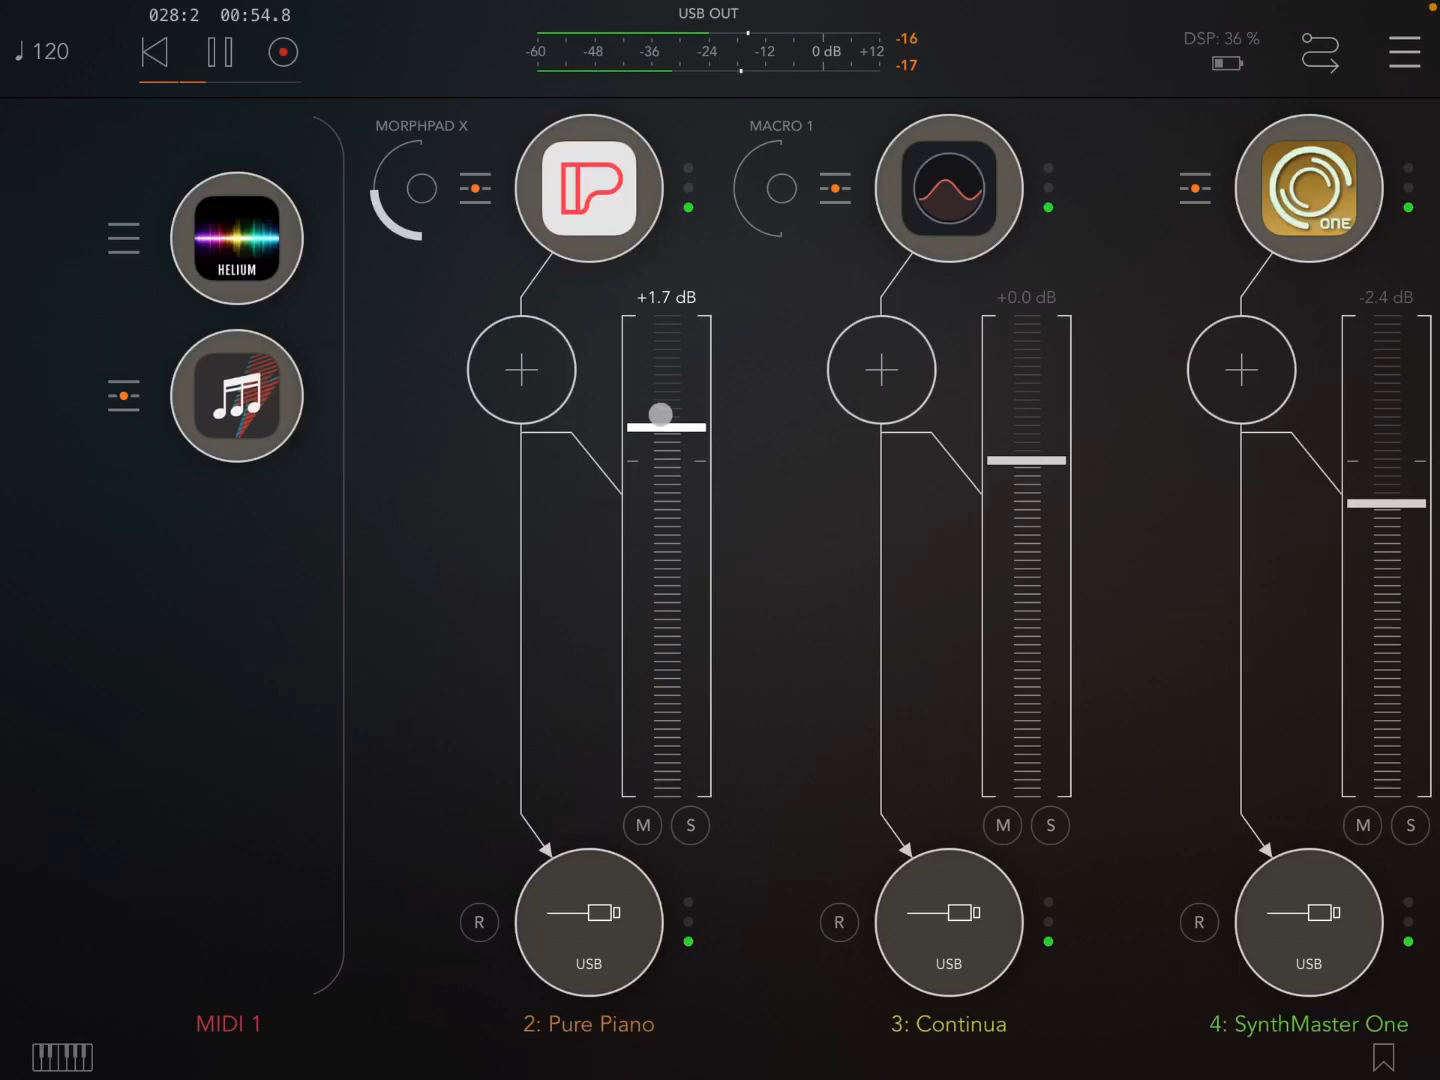 028:2 00:54.8
USB OUT
♩ 120
-60 -48 -36 -24 -12 0 dB +12
-16
-17
DSP: 36 %
MORPHPAD X
MACRO 1
ONE
HELIUM
+1.7 dB
+0.0 dB
-2.4 dB
M S
M S
M S
R
R
R
USB
USB
USB
MIDI 1
2: Pure Piano
3: Continua
4: SynthMaster One